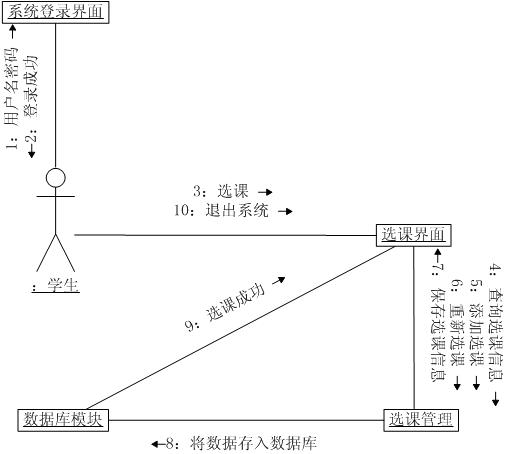 系统登录界面
1：用户名密码
2：登录成功
3：选课
10：退出系统
选课界面
：学生
4：查询选课信息
5：添加选课
6：重新选课
7：保存选课信息
9：选课成功
数据库模块
选课管理
8：将数据存入数据库